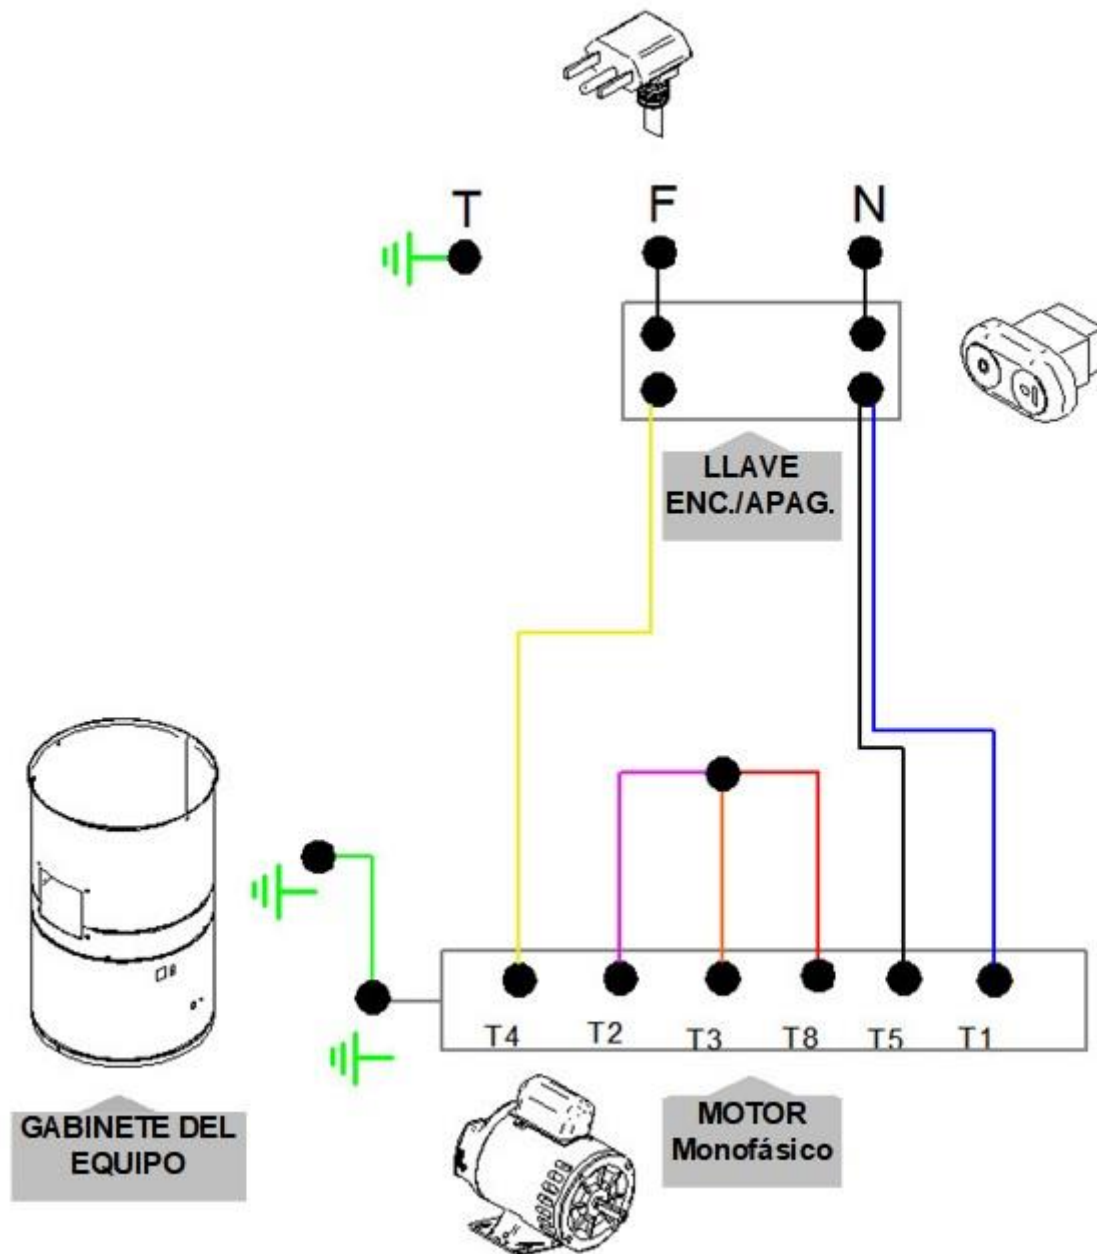 T F N
LLAVE
ENC./APAG.
T4 T2 T3 T8 T5 T1
GABINETE DEL
EQUIPO
MOTOR
Monofásico